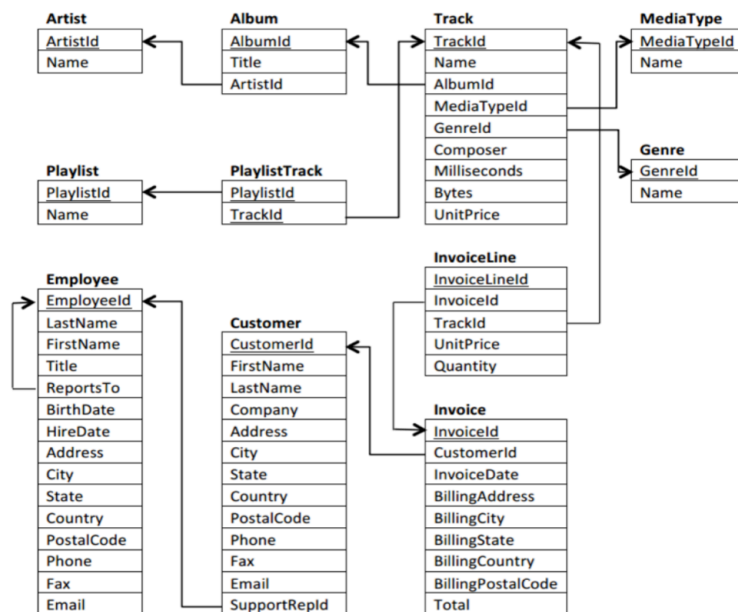 Artist
ArtistId
Name
Album
AlbumId
Title
ArtistId
Track
TrackId
Name
AlbumId
MediaTypeId
GenreId
Composer
Milliseconds
Bytes
UnitPrice
MediaType
MediaTypeId
Name
Genre
GenreId
Name
Playlist
PlaylistId
Name
PlaylistTrack
PlaylistId
TrackId
Employee
EmployeeId
LastName
FirstName
Title
ReportsTo
BirthDate
HireDate
Address
City
State
Country
PostalCode
Phone
Fax
Email
Customer
CustomerId
FirstName
LastName
Company
Address
City
State
Country
PostalCode
Phone
Fax
Email
SupportRepId
InvoiceLine
InvoiceLineId
InvoiceId
TrackId
UnitPrice
Quantity
Invoice
InvoiceId
CustomerId
InvoiceDate
BillingAddress
BillingCity
BillingState
BillingCountry
BillingPostalCode
Total